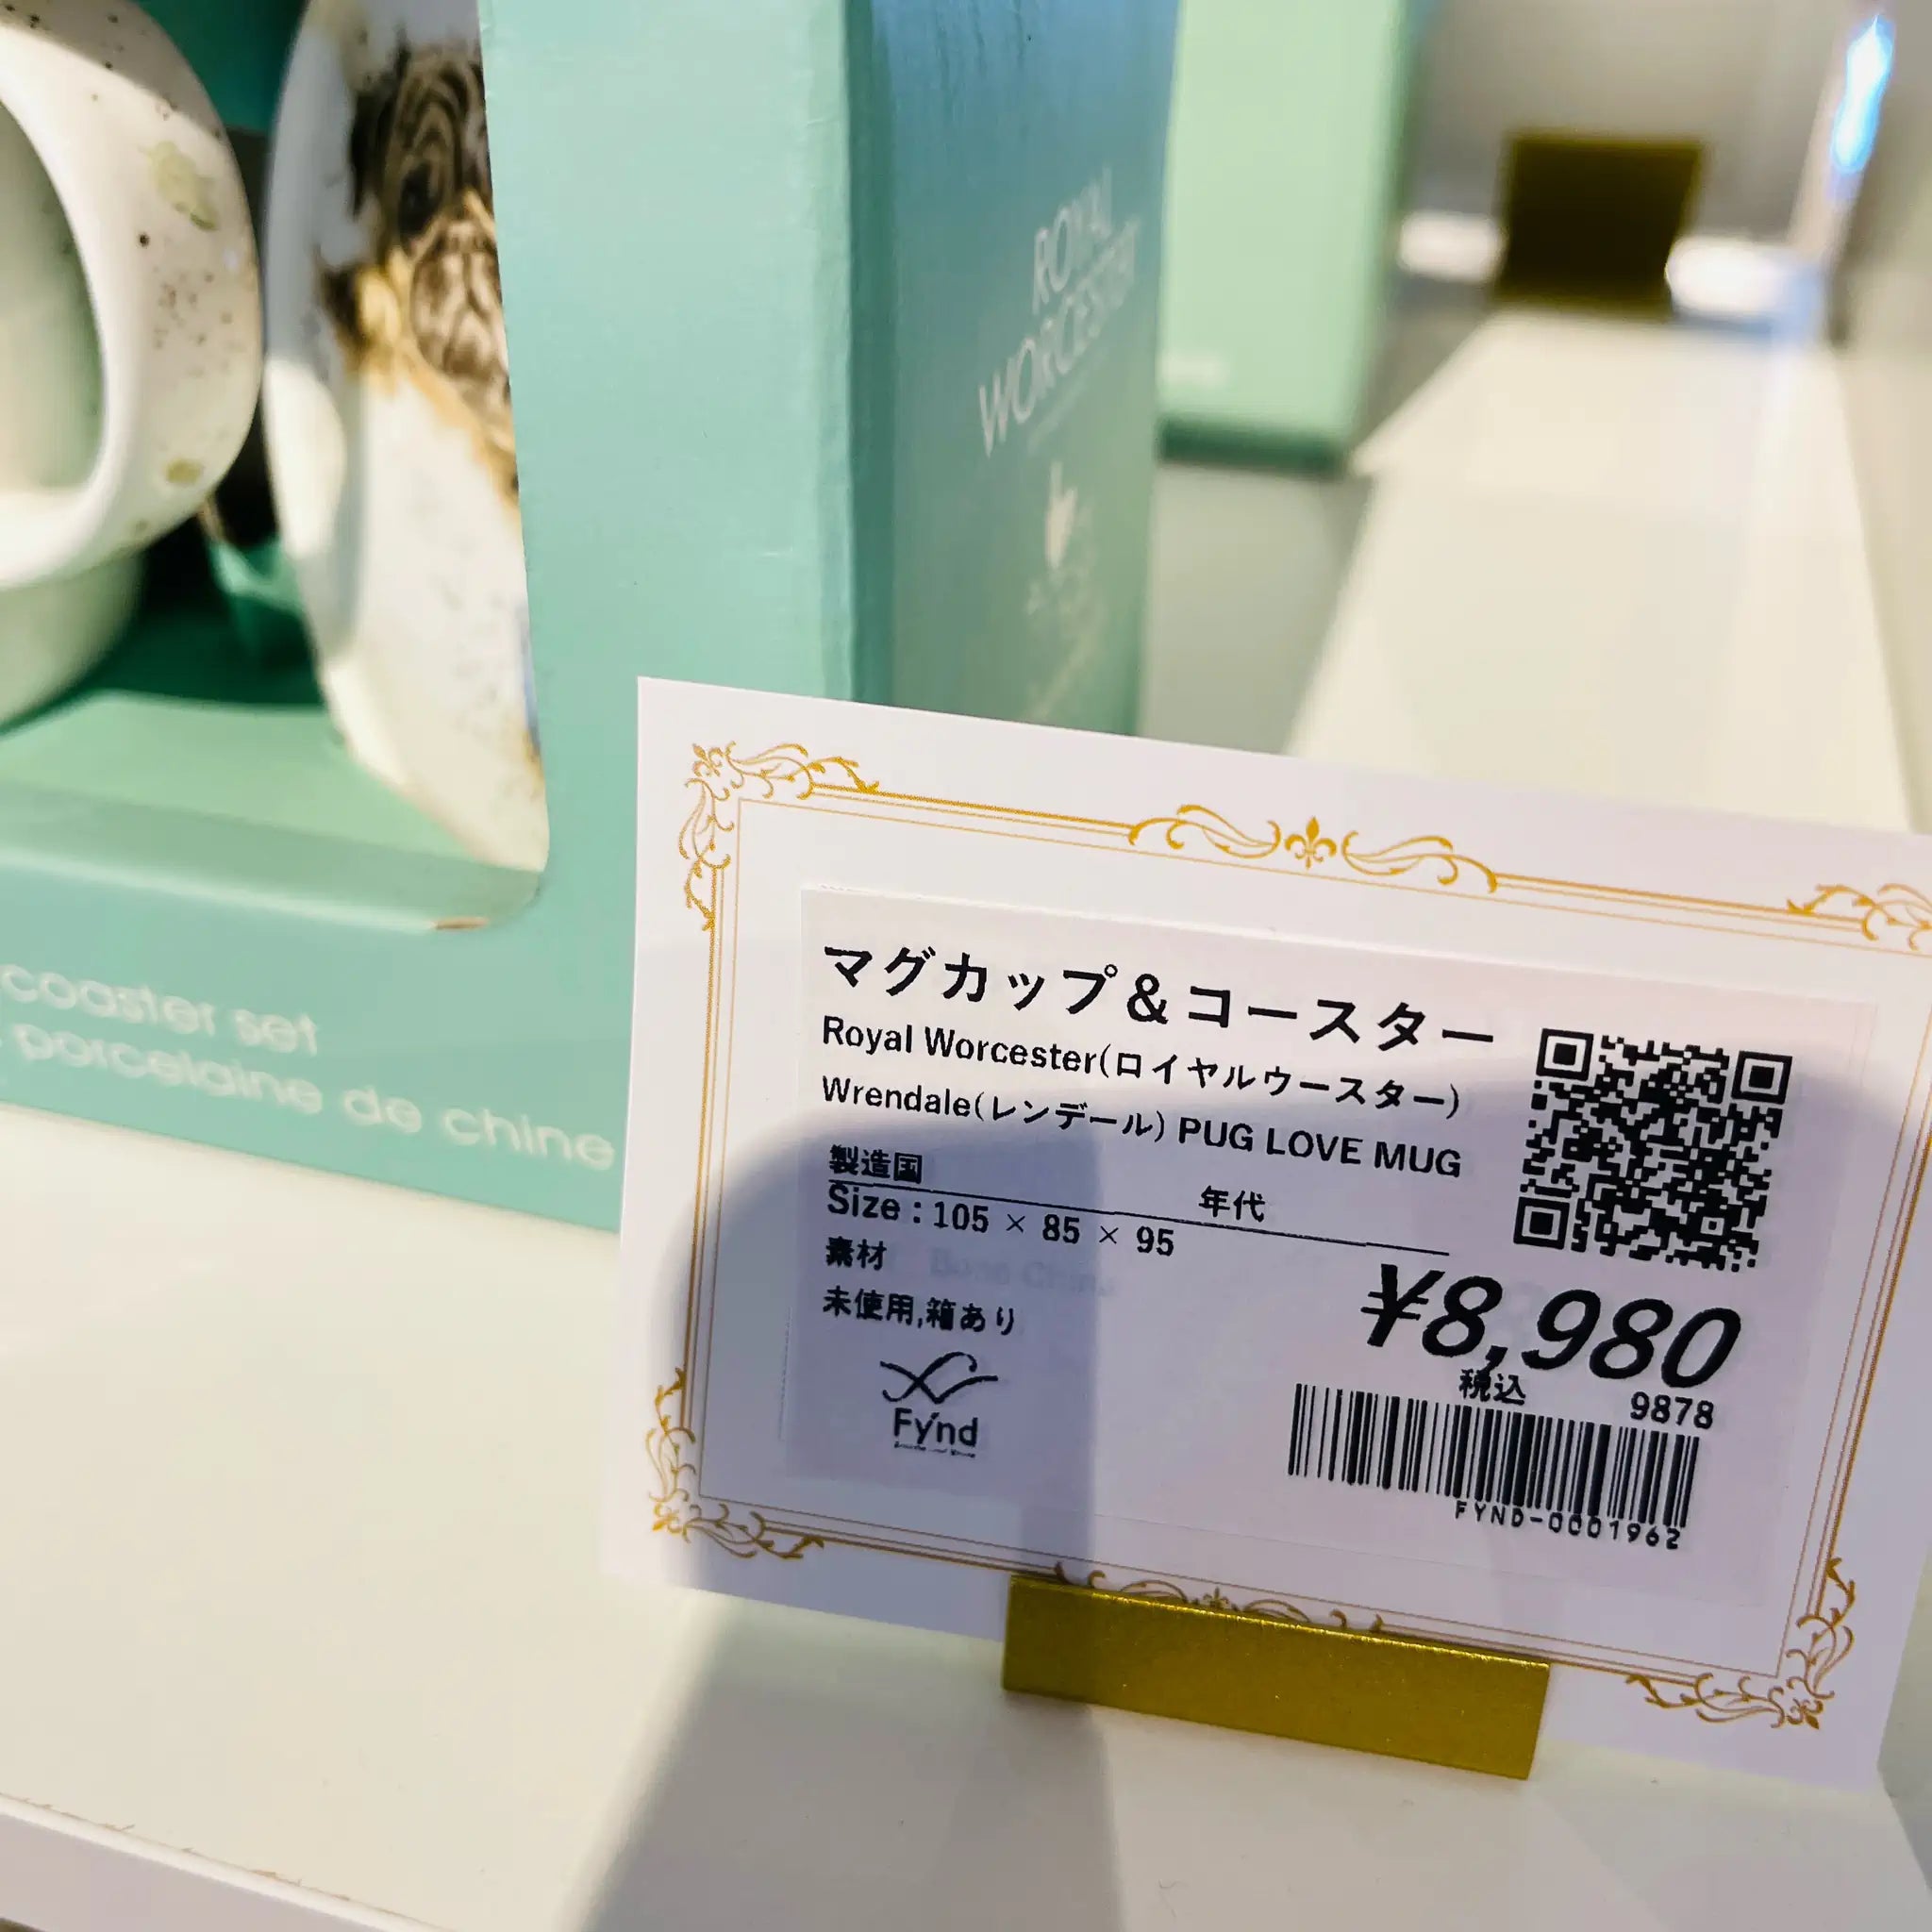 ROYAL
WORCESTER
coaster set
porcelaine de chine
マグカップ＆コースター
Royal Worcester(ロイヤルウースター)
Wrendale(レンデール) PUG LOVE MUG
製造国 年代
Size : 105 × 85 × 95
素材
未使用,箱あり
¥8,980
税込 9878
Fynd
FYND-0001962